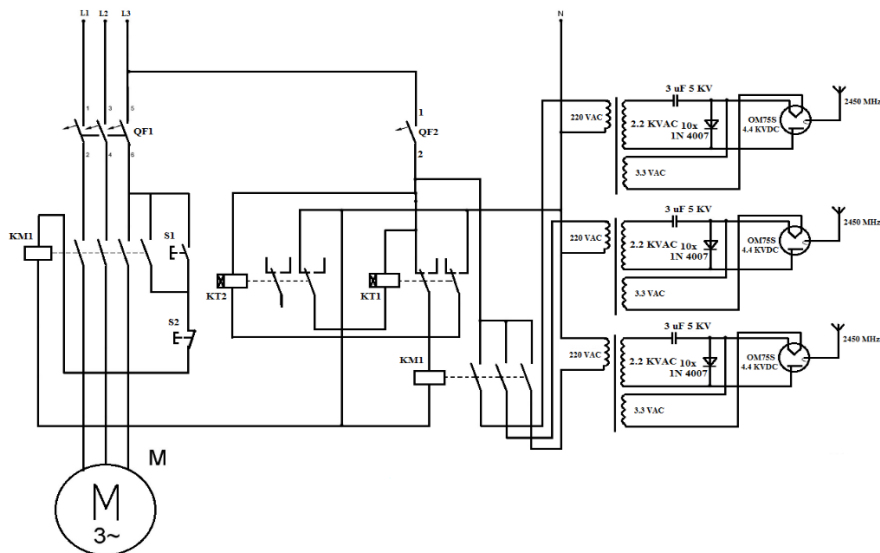 L1 L2 L3
N
1 3 5
QF1
2 4 6
1
QF2
2
KM1
S1
S2
KT2
KT1
KM1
M
M
3~
220 VAC
3 uF 5 KV
2.2 KVAC
10x
1N 4007
3.3 VAC
OM75S
4.4 KVDC
2450 MHz
220 VAC
3 uF 5 KV
2.2 KVAC
10x
1N 4007
3.3 VAC
OM75S
4.4 KVDC
2450 MHz
220 VAC
3 uF 5 KV
2.2 KVAC
10x
1N 4007
3.3 VAC
OM75S
4.4 KVDC
2450 MHz